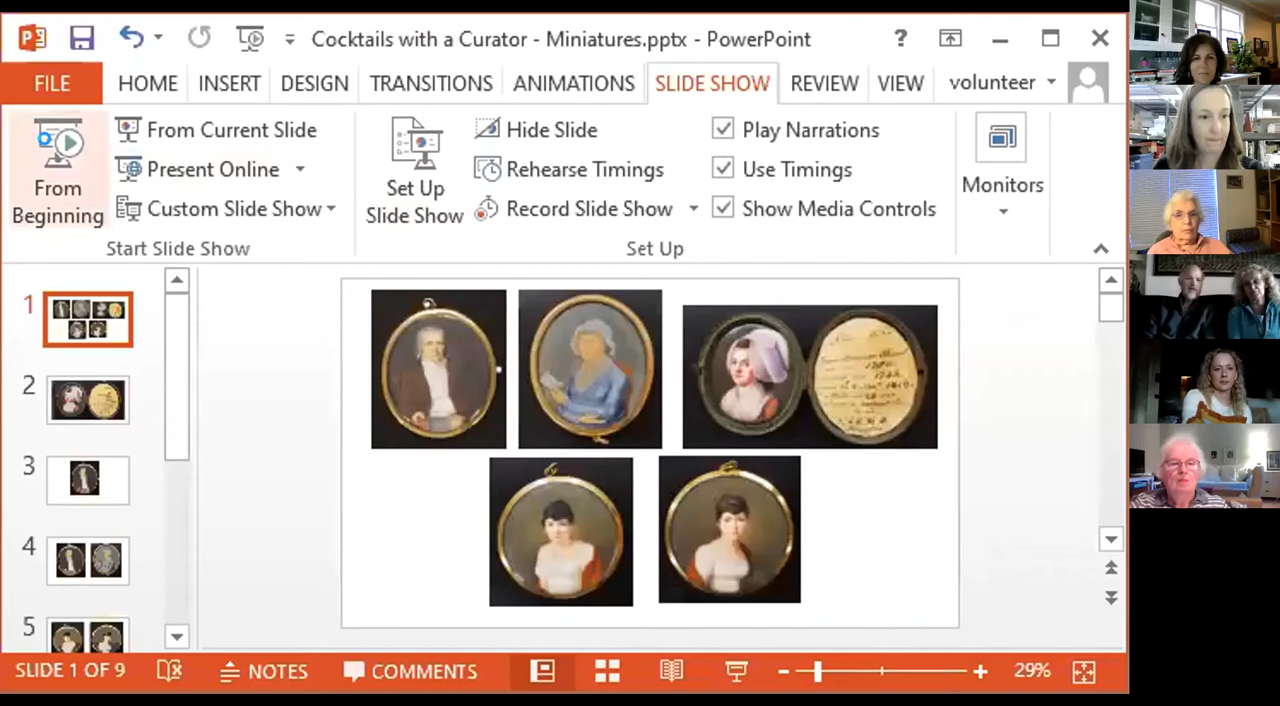 Cocktails with a Curator - Miniatures.pptx - PowerPoint
FILE HOME INSERT DESIGN TRANSITIONS ANIMATIONS SLIDE SHOW REVIEW VIEW volunteer
From Beginning
From Current Slide
Present Online
Custom Slide Show
Start Slide Show
Set Up Slide Show
Hide Slide
Rehearse Timings
Record Slide Show
Play Narrations
Use Timings
Show Media Controls
Set Up
Monitors
1
2
3
4
5
SLIDE 1 OF 9 NOTES COMMENTS 29%